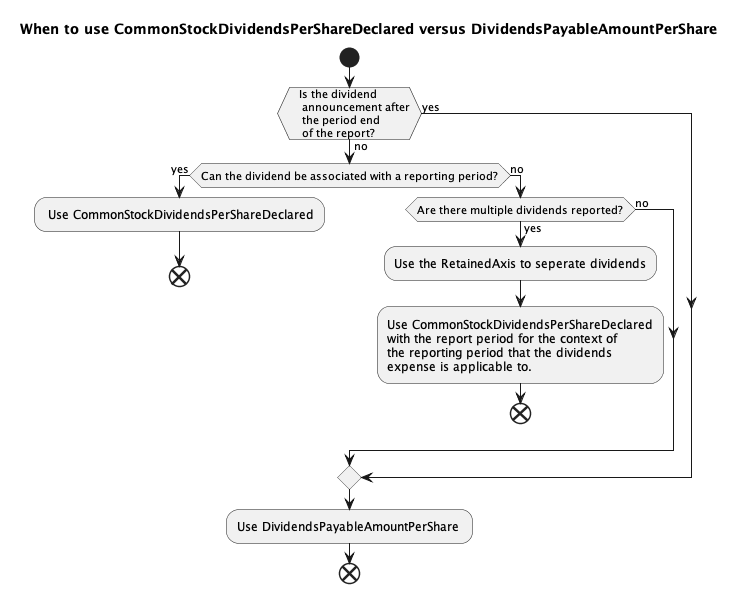 When to use CommonStockDividendsPerShareDeclared versus DividendsPayableAmountPerShare
Is the dividend
announcement after
the period end
of the report?
yes
no
yes
Can the dividend be associated with a reporting period?
no
Use CommonStockDividendsPerShareDeclared
Are there multiple dividends reported?
no
yes
Use the RetainedAxis to seperate dividends
Use CommonStockDividendsPerShareDeclared
with the report period for the context of
the reporting period that the dividends
expense is applicable to.
Use DividendsPayableAmountPerShare